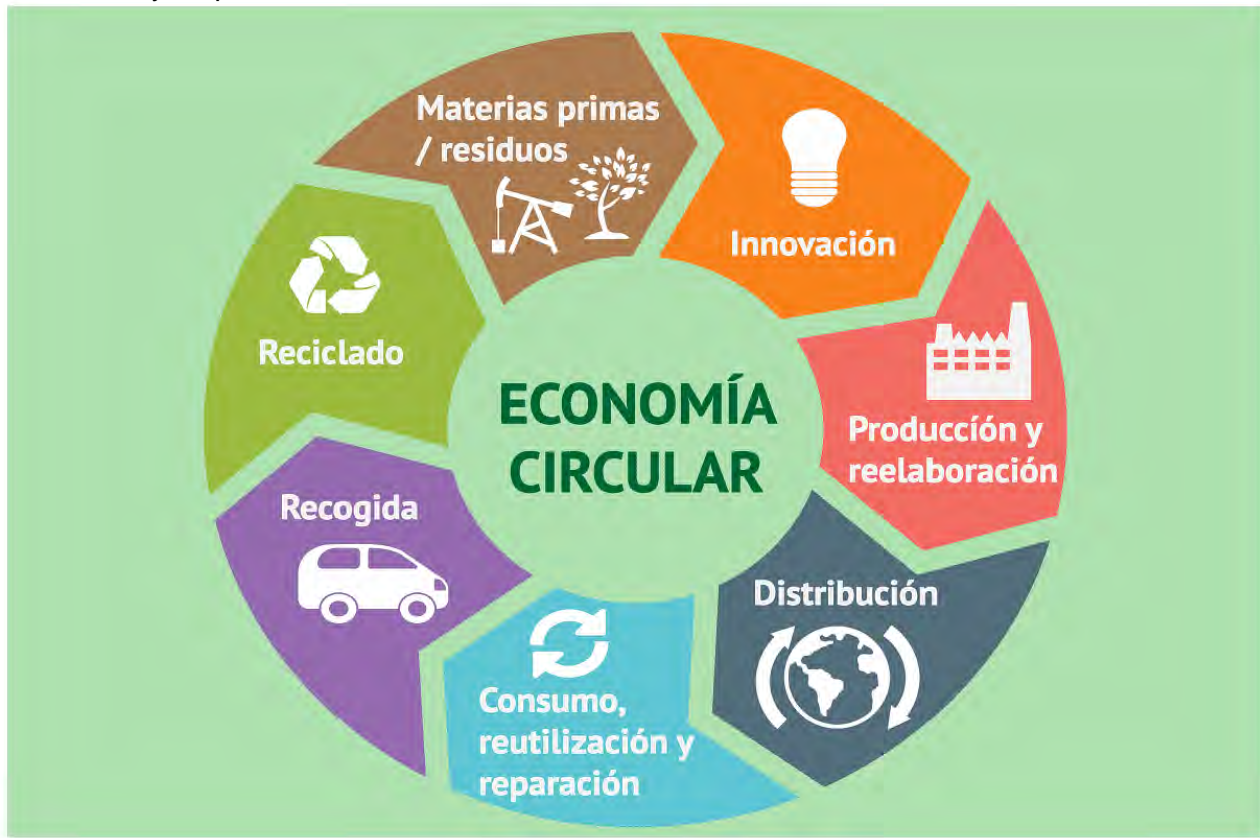 Materias primas
/ residuos
Innovación
Producción y
reelaboración
Distribución
Consumo,
reutilización y
reparación
Recogida
Reciclado
ECONOMÍA
CIRCULAR